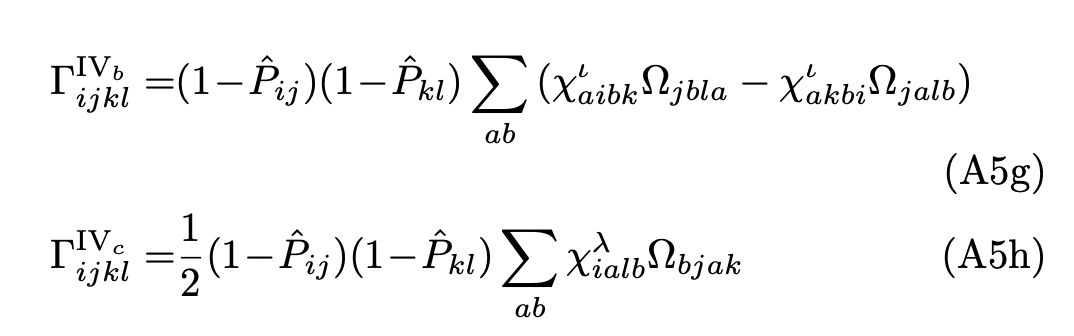 Γ^{IV_b}_{ijkl} =(1−P̂_{ij})(1−P̂_{kl}) ∑_{ab} (χ^ι_{aibk}Ω_{jbla} − χ^ι_{akbi}Ω_{jalb})
(A5g)
Γ^{IV_c}_{ijkl} =\frac{1}{2}(1−P̂_{ij})(1−P̂_{kl}) ∑_{ab} χ^λ_{ialb}Ω_{bjak} (A5h)